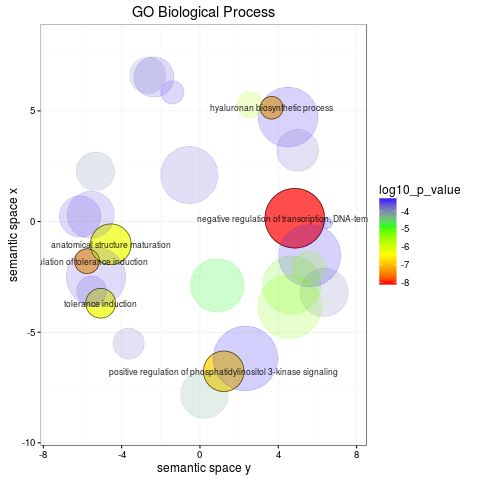 GO Biological Process
hyaluronan biosynthetic process
negative regulation of transcription, DNA-tem
anatomical structure maturation
ulation of tolerance induction
tolerance induction
positive regulation of phosphatidylinositol 3-kinase signaling
5
0
-5
-10
-8
-4
0
4
8
semantic space y
semantic space x
log10_p_value
-4
-5
-6
-7
-8